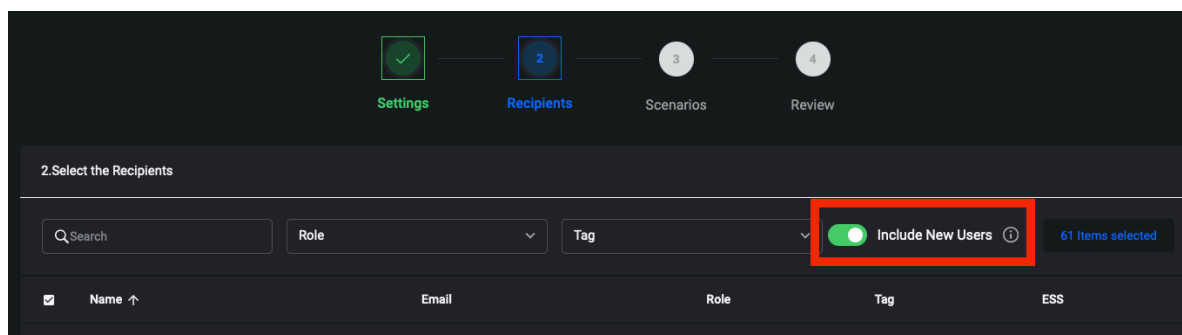 2 3 4
Settings Recipients Scenarios Review
2.Select the Recipients
Search Role Tag Include New Users 61 Items selected
Name ↑ Email Role Tag ESS